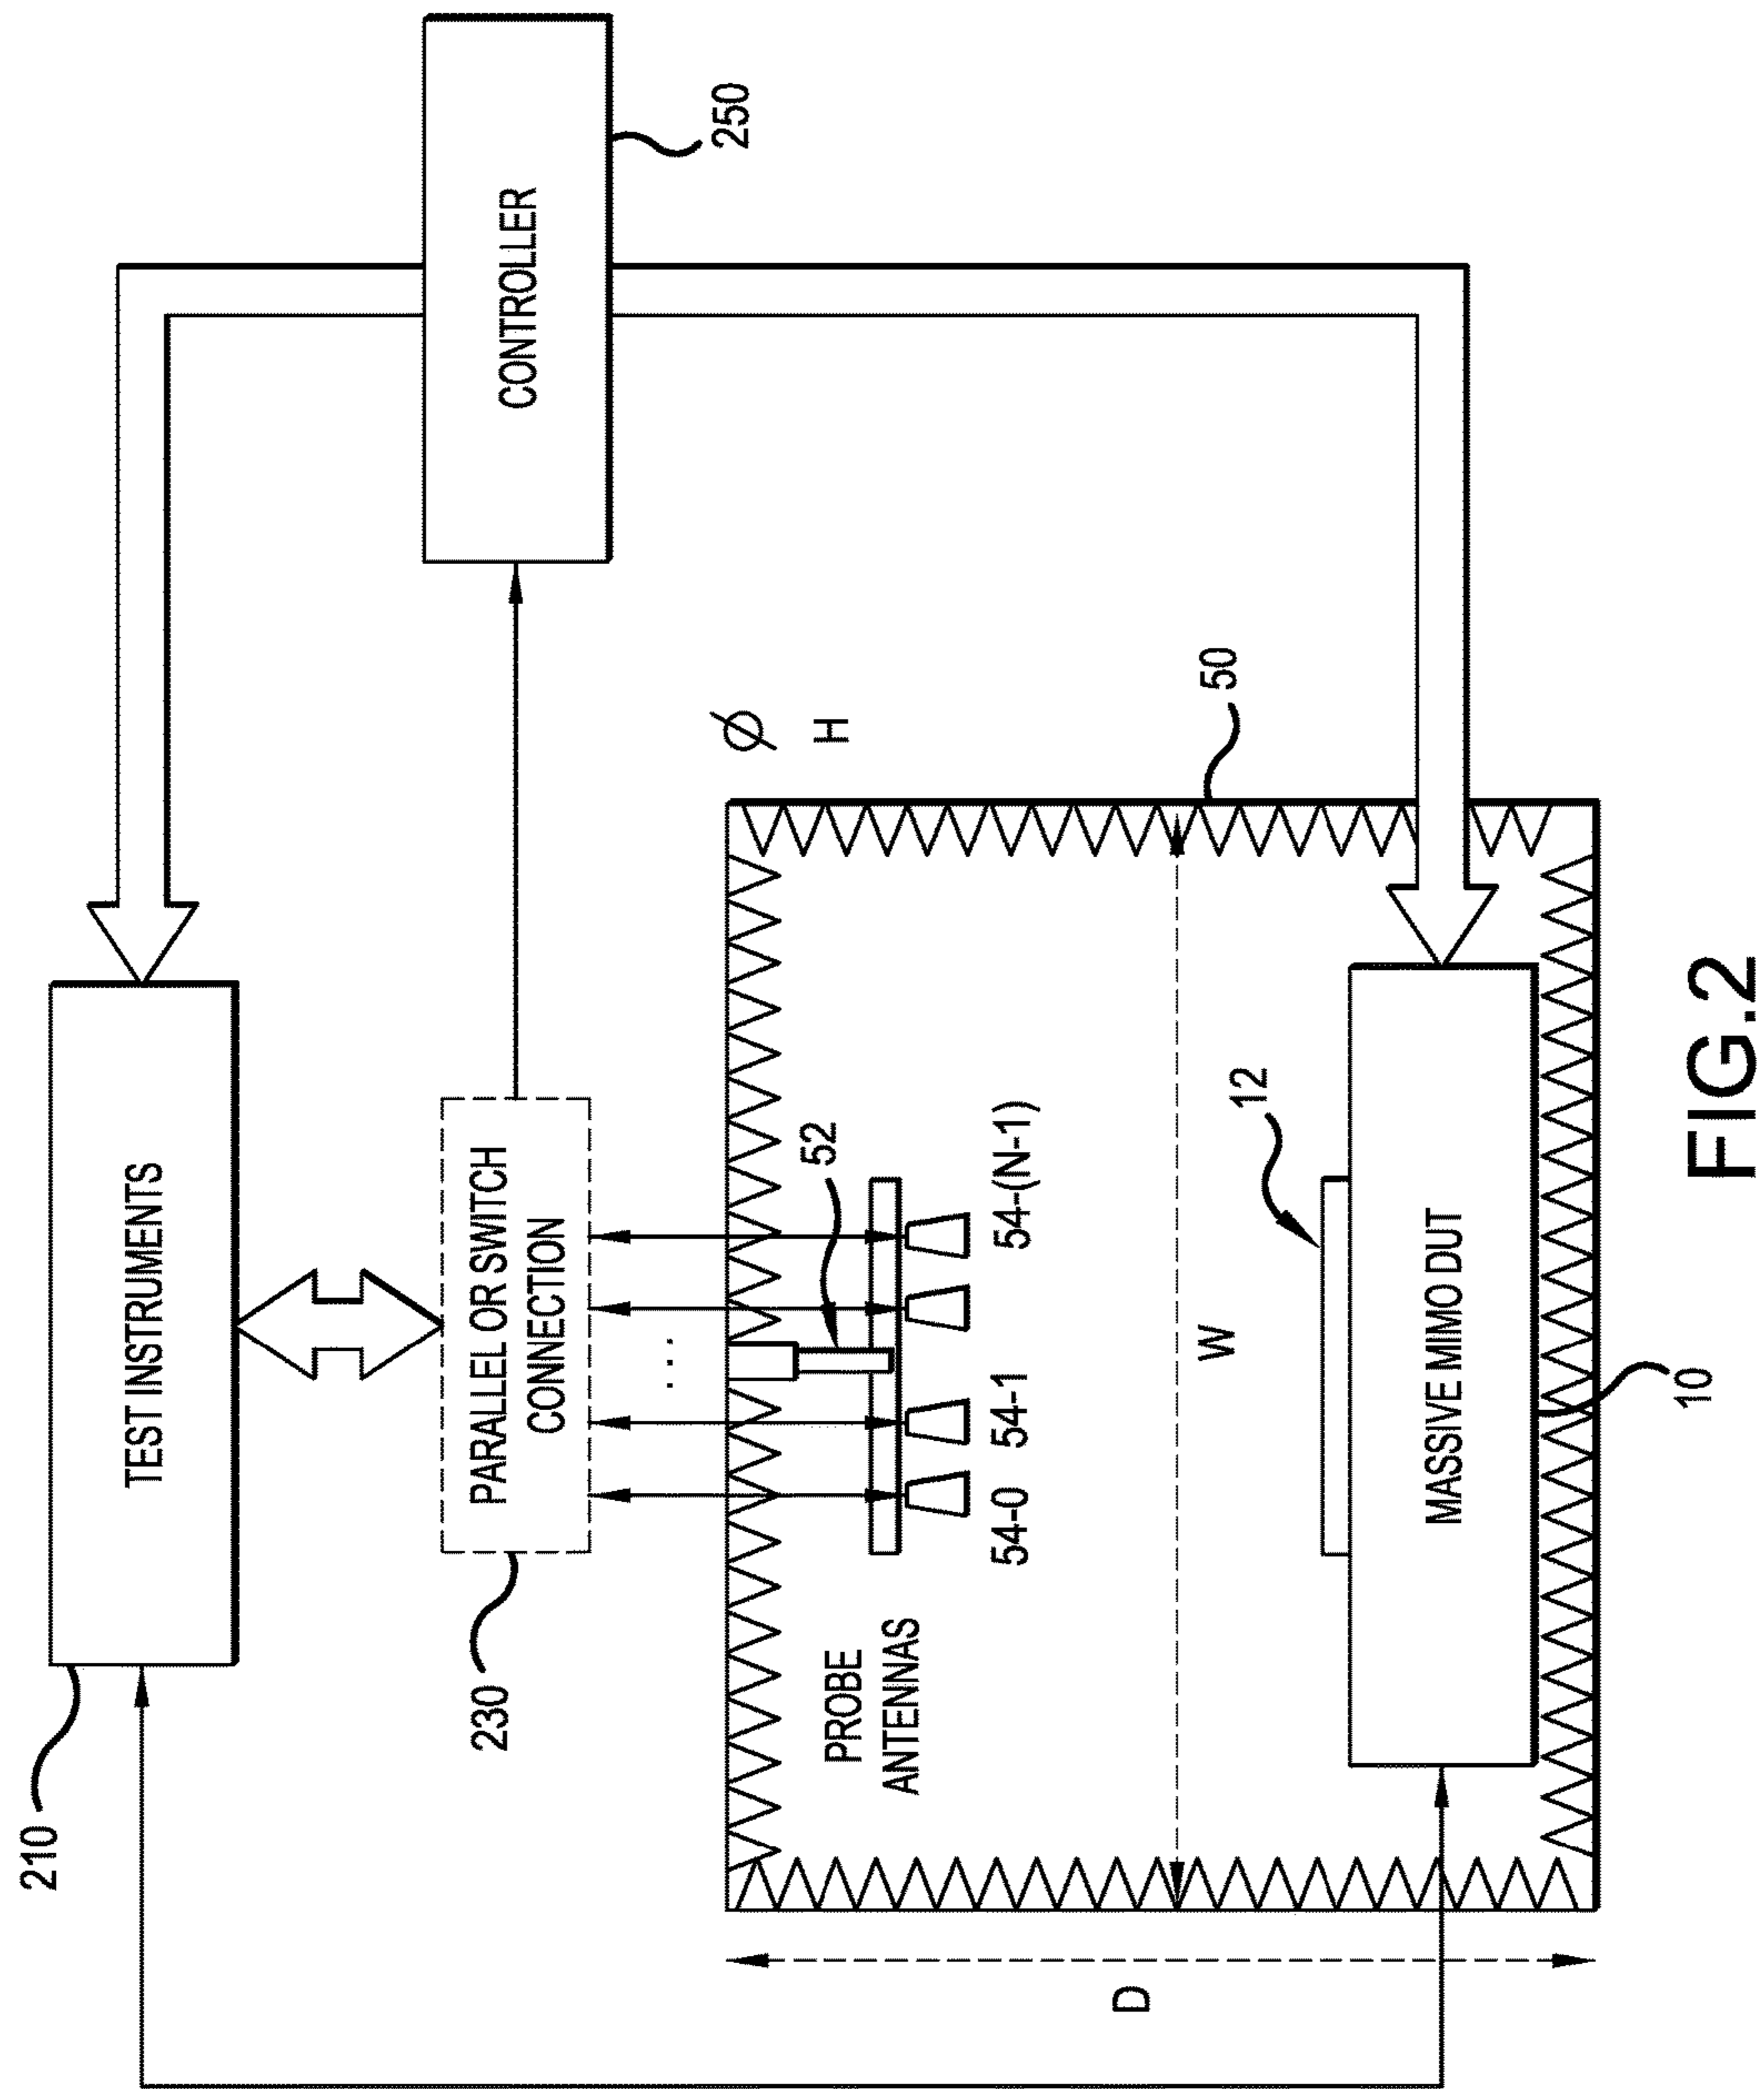 210
TEST INSTRUMENTS
230
PARALLEL OR SWITCH
CONNECTION
CONTROLLER
250
. . .
PROBE
ANTENNAS
52
54-0
54-1
54-(N-1)
Ø
H
D
W
50
12
MASSIVE MIMO DUT
10
FIG.2